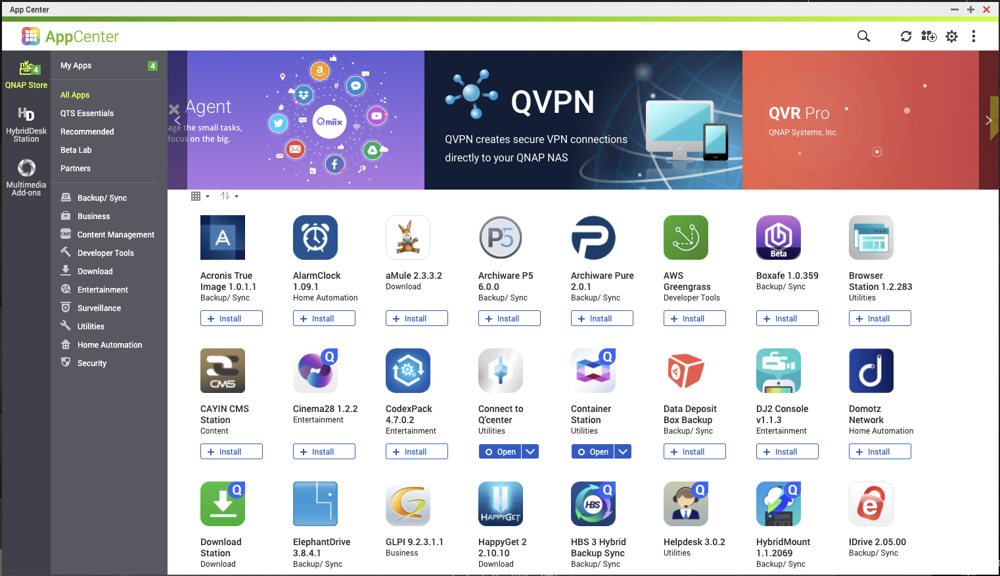 App Center
AppCenter
4
QNAP Store
HD
HybridDesk
Station
Multimedia
Add-ons
My Apps
4
All Apps
QTS Essentials
Recommended
Beta Lab
Partners
Backup/ Sync
Business
CMS
Content Management
Developer Tools
Download
Entertainment
Surveillance
Utilities
Home Automation
Security
Agent
age the small tasks,
focus on the big.
Qmiix
QVPN
QVPN creates secure VPN connections
directly to your QNAP NAS
QVR Pro
QNAP Systems, Inc.
A
P5
Beta
Acronis True
Image 1.0.1.1
Backup/ Sync
Install
AlarmClock
1.09.1
Home Automation
Install
aMule 2.3.3.2
Download
Install
Archiware P5
6.0.0
Backup/ Sync
Install
Archiware Pure
2.0.1
Backup/ Sync
Install
AWS
Greengrass
Developer Tools
Install
Boxafe 1.0.359
Backup/ Sync
Install
Browser
Station 1.2.283
Utilities
Install
CMS
Q
Q
CAYIN CMS
Station
Content
Install
Cinema28 1.2.2
Entertainment
Install
CodexPack
4.7.0.2
Entertainment
Install
Connect to
Q'center
Utilities
Open
Container
Station
Utilities
Open
Data Deposit
Box Backup
Backup/ Sync
Install
DJ2 Console
v1.1.3
Entertainment
Install
Domotz
Network
Home Automation
Install
Q
HAPPYGET
HBS
Q
Q
Q
e
Download
Station
Download
ElephantDrive
3.8.4.1
Backup/ Sync
GLPI 9.2.3.1.1
Business
HappyGet 2
2.10.10
Download
HBS 3 Hybrid
Backup Sync
Backup/ Sync
Helpdesk 3.0.2
Utilities
HybridMount
1.1.2069
Backup/ Sync
IDrive 2.05.00
Backup/ Sync